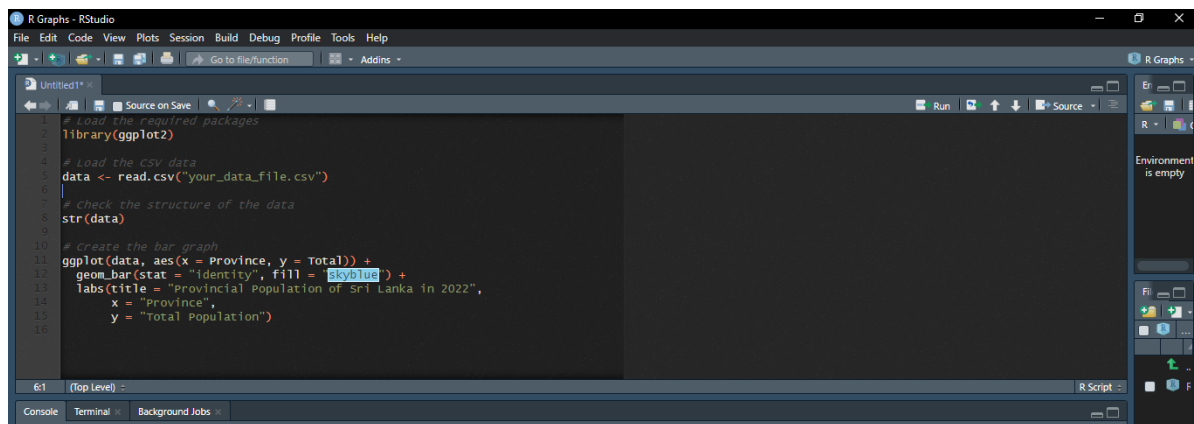 R Graphs - RStudio
File Edit Code View Plots Session Build Debug Profile Tools Help
Go to file/function Addins R Graphs
Untitled1*
Source on Save Run Source
1 # Load the required packages
2 library(ggplot2)
3
4 # Load the CSV data
5 data <- read.csv("your_data_file.csv")
6
7 # Check the structure of the data
8 str(data)
9
10 # Create the bar graph
11 ggplot(data, aes(x = Province, y = Total)) +
12 geom_bar(stat = "identity", fill = "skyblue") +
13 labs(title = "Provincial Population of Sri Lanka in 2022",
14 x = "Province",
15 y = "Total Population")
16
6:1 (Top Level) R Script
Console Terminal Background Jobs
En
R
Environment
is empty
Fi